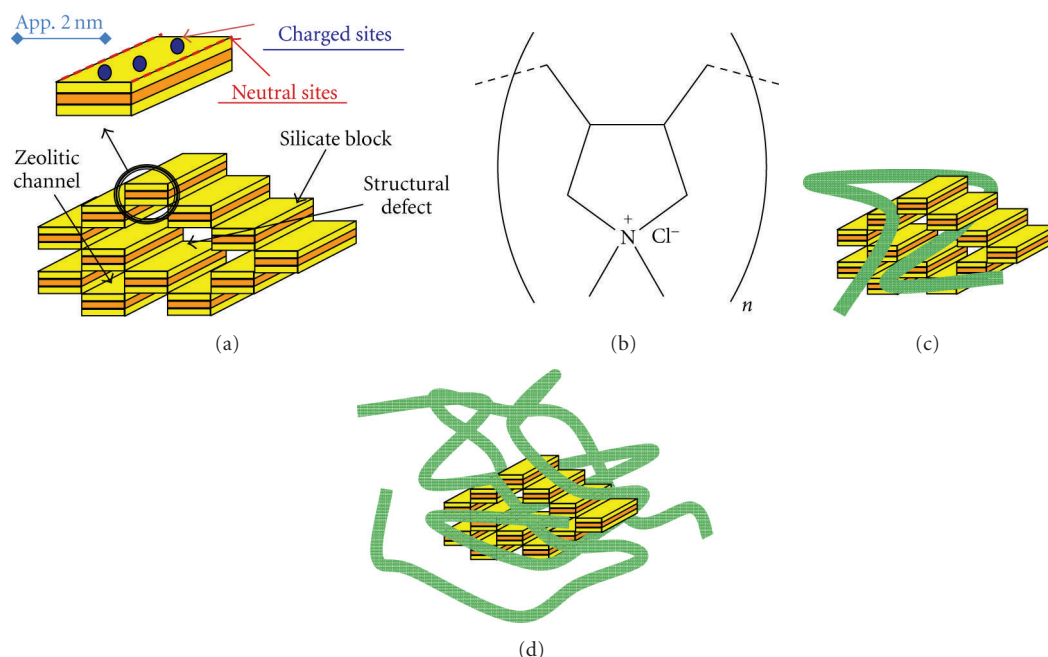 App. 2 nm
Charged sites
Neutral sites
Zeolitic
channel
Silicate block
Structural
defect
(a)
+
N Cl−
n
(b)
(c)
(d)